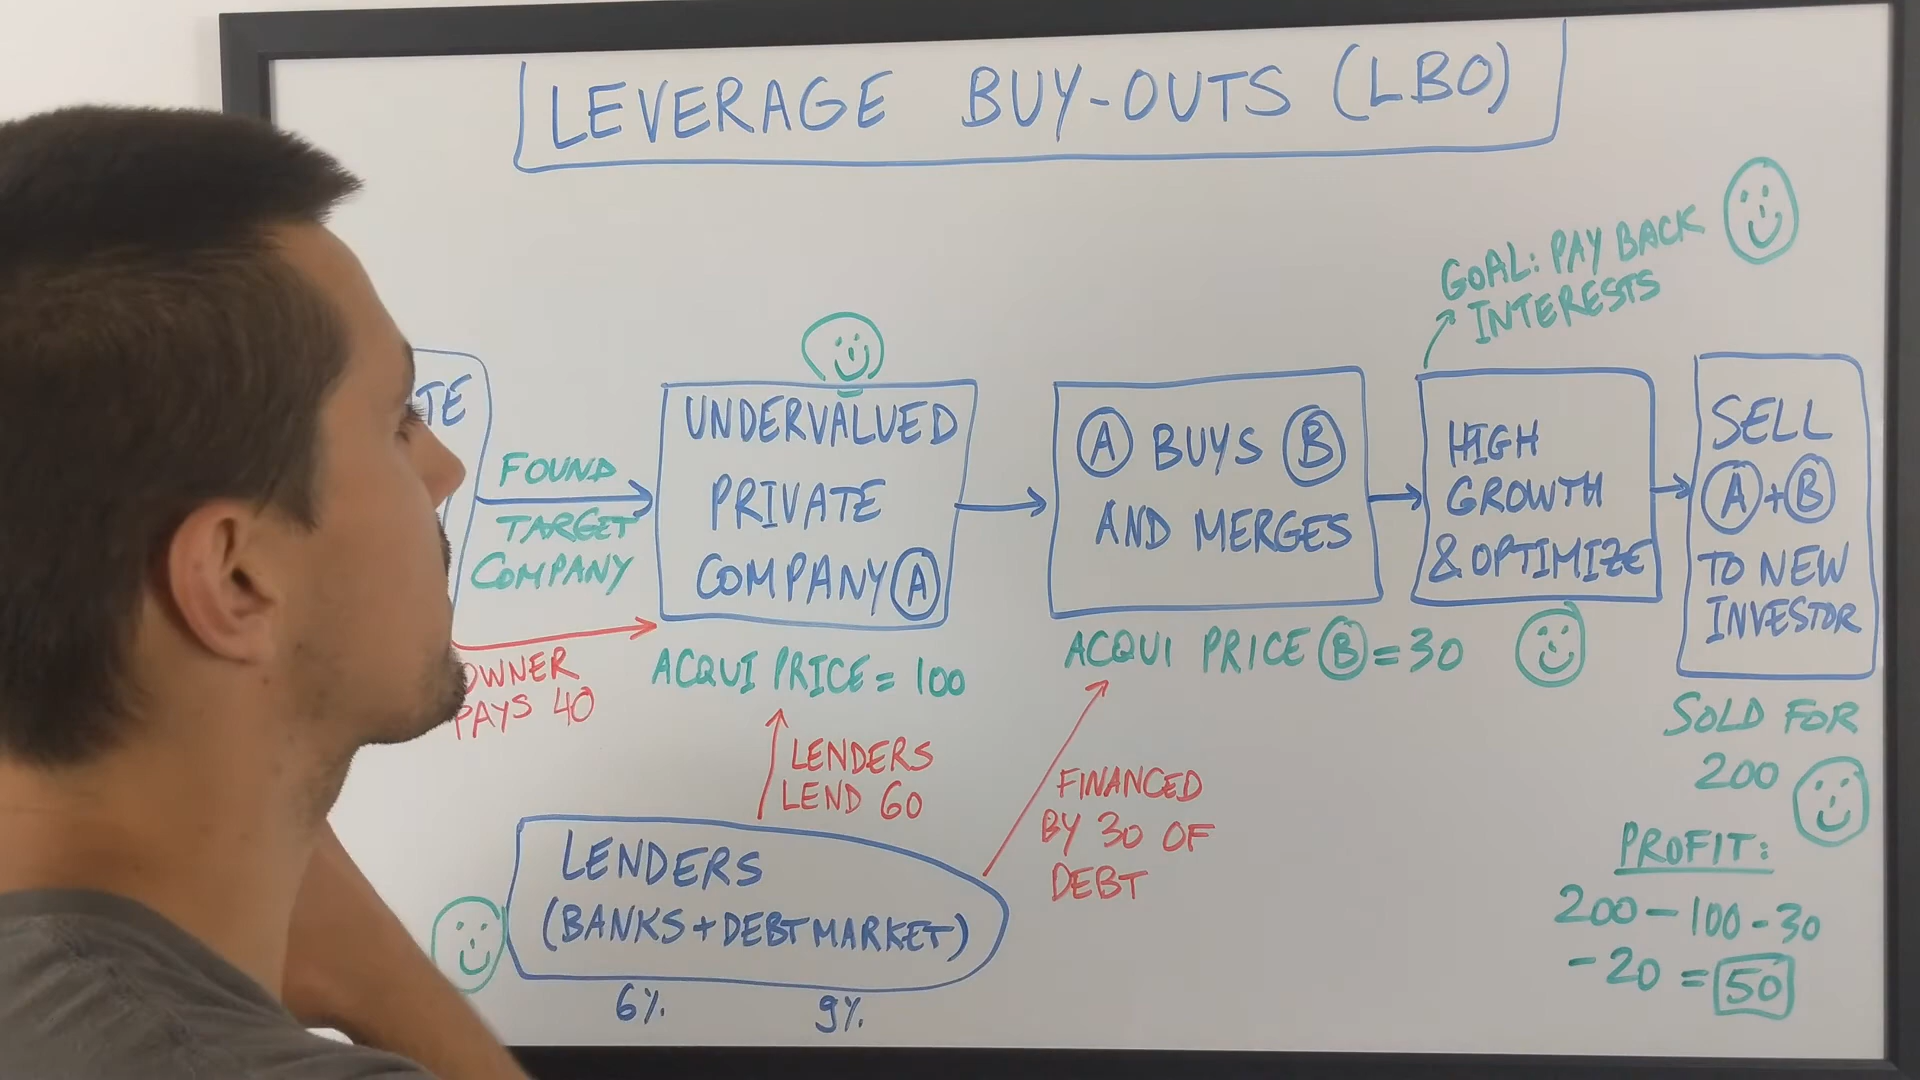 LEVERAGE BUY-OUTS (LBO)
GOAL: PAY BACK
INTERESTS
TE
FOUND
TARGET
COMPANY
OWNER
PAYS 40
UNDERVALUED
PRIVATE
COMPANY A
ACQUI PRICE = 100
LENDERS
LEND 60
A BUYS B
AND MERGES
ACQUI PRICE B = 30
FINANCED
BY 30 OF
DEBT
HIGH
GROWTH
& OPTIMIZE
SELL
A + B
TO NEW
INVESTOR
SOLD FOR
200
LENDERS
(BANKS + DEBT MARKET)
6% 9%
PROFIT:
200 - 100 - 30
- 20 = 50